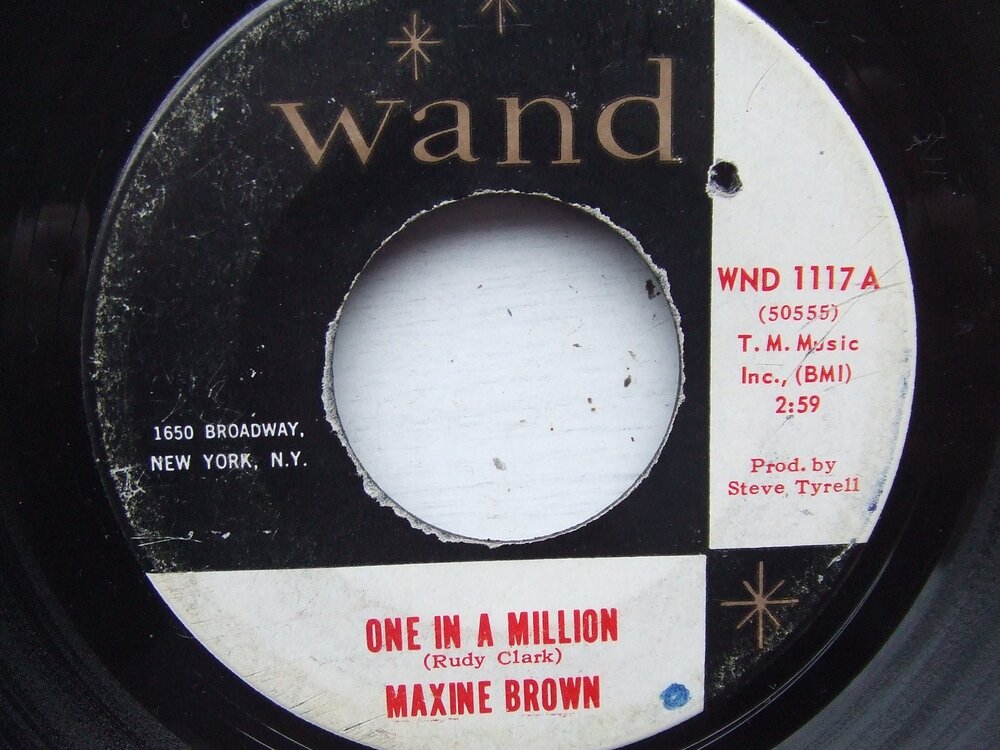 wand
WND 1117 A
(50555)
T. M. Music
Inc., (BMI)
2:59
Prod. by
Steve Tyrell
1650 BROADWAY,
NEW YORK, N.Y.
ONE IN A MILLION
(Rudy Clark)
MAXINE BROWN